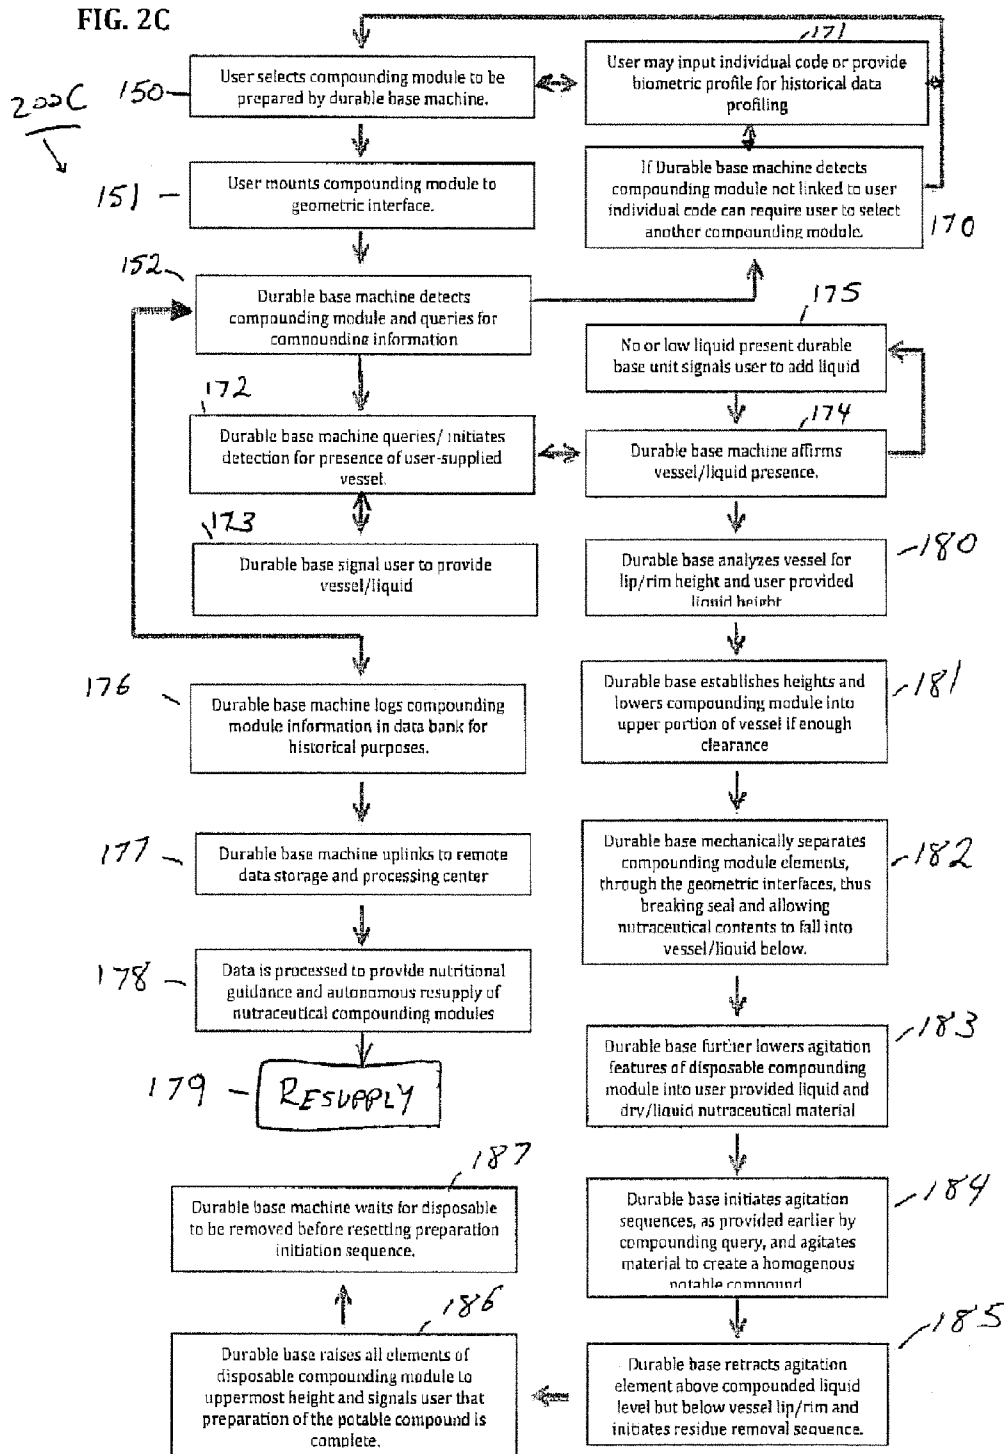 FIG. 2C
200C
150
User selects compounding module to be
prepared by durable base machine.
171
User may input individual code or provide
biometric profile for historical data
profiling
151
User mounts compounding module to
geometric interface.
If Durable base machine detects
compounding module not linked to user
individual code can require user to select
another compounding module.
170
152
Durable base machine detects
compounding module and queries for
compounding information
175
No or low liquid present durable
base unit signals user to add liquid
172
Durable base machine queries/ initiates
detection for presence of user-supplied
vessel.
174
Durable base machine affirms
vessel/liquid presence.
173
Durable base signal user to provide
vessel/liquid
180
Durable base analyzes vessel for
lip/rim height and user provided
liquid height
176
Durable base machine logs compounding
module information in data bank for
historical purposes.
181
Durable base establishes heights and
lowers compounding module into
upper portion of vessel if enough
clearance
177
Durable base machine uplinks to remote
data storage and processing center
182
Durable base mechanically separates
compounding module elements,
through the geometric interfaces, thus
breaking seal and allowing
nutraceutical contents to fall into
vessel/liquid below.
178
Data is processed to provide nutritional
guidance and autonomous resupply of
nutraceutical compounding modules
179
RESUPPLY
183
Durable base further lowers agitation
features of disposable compounding
module into user provided liquid and
dry/liquid nutraceutical material
187
Durable base machine waits for disposable
to be removed before resetting preparation
initiation sequence.
184
Durable base initiates agitation
sequences, as provided earlier by
compounding query, and agitates
material to create a homogenous
potable compound
186
Durable base raises all elements of
disposable compounding module to
uppermost height and signals user that
preparation of the potable compound is
complete.
185
Durable base retracts agitation
element above compounded liquid
level but below vessel lip/rim and
initiates residue removal sequence.